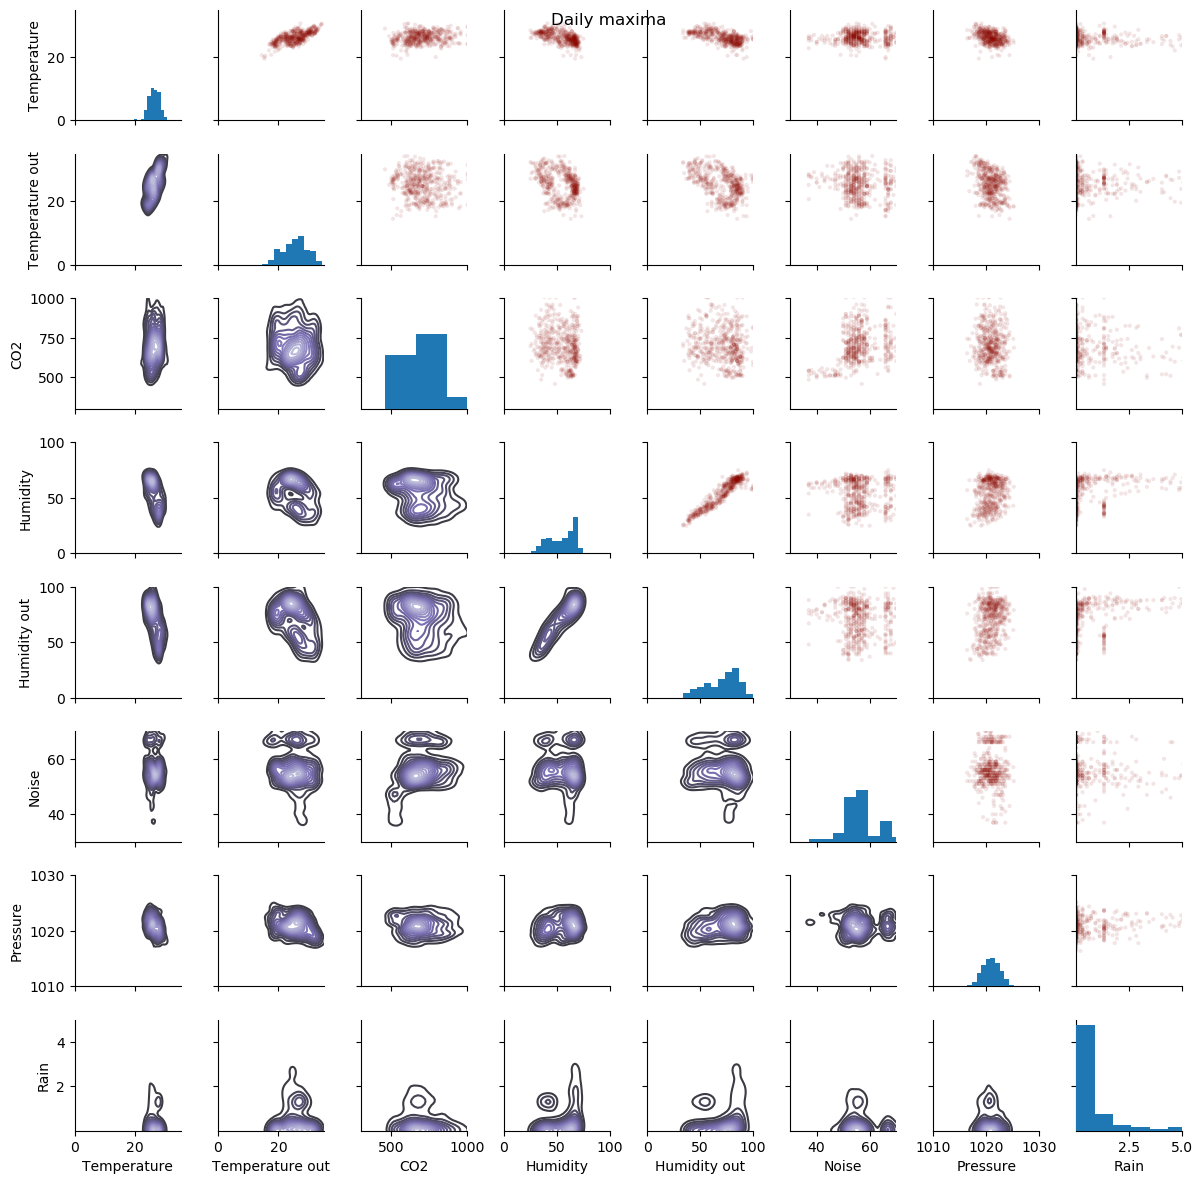 Daily maxima
Temperature
20
0
Temperature out
20
0
CO2
1000
750
500
Humidity
100
50
0
Humidity out
100
50
0
Noise
60
40
Pressure
1030
1020
1010
Rain
4
2
0 20 500 1000 0 50 100 0 50 100 40 60 1010 1020 1030 2.5 5.0
Temperature Temperature out CO2 Humidity Humidity out Noise Pressure Rain